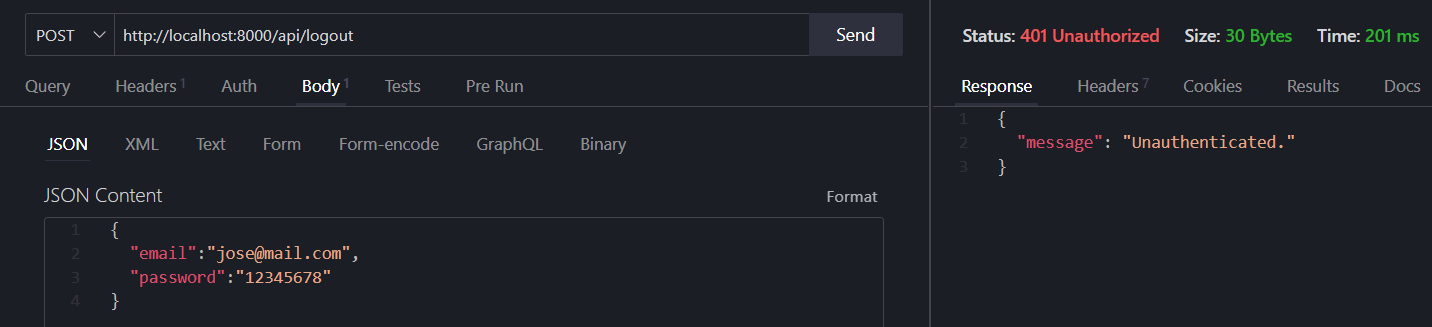 POST http://localhost:8000/api/logout Send
Query Headers 1 Auth Body 1 Tests Pre Run
JSON XML Text Form Form-encode GraphQL Binary
JSON Content Format
1 {
2 "email":"jose@mail.com",
3 "password":"12345678"
4 }
Status: 401 Unauthorized Size: 30 Bytes Time: 201 ms
Response Headers 7 Cookies Results Docs
1 {
2 "message": "Unauthenticated."
3 }